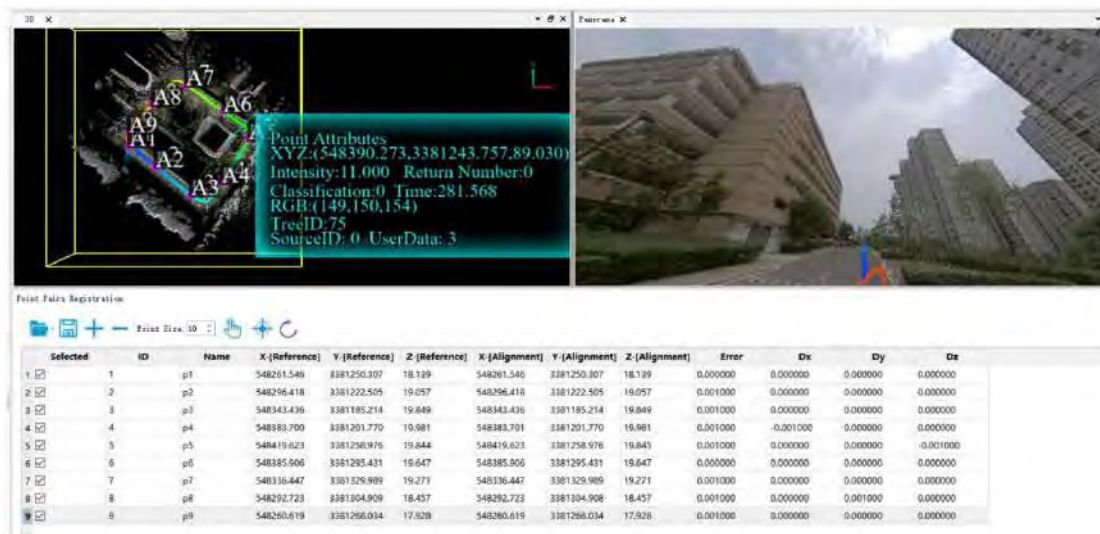 3D
Panorama
A7
A8
A6
A9
A1
A2
A3
A4
Point Attributes
XYZ:(548390.273,3381243.757,89.030)
Intensity:11.000 Return Number:0
Classification:0 Time:281.568
RGB:(149,150,154)
TreeID:75
SourceID: 0 UserData: 3
Point Pairs Registration
Point Size 10
Selected ID Name X-[Reference] Y-[Reference] Z-[Reference] X-[Alignment] Y-[Alignment] Z-[Alignment] Error Dx Dy Dz
1 1 p1 548261.546 3381250.307 18.139 548261.546 3381250.307 18.139 0.000000 0.000000 0.000000 0.000000
2 2 p2 548296.418 3381222.505 19.057 548296.418 3381222.505 19.057 0.001000 0.000000 0.000000 0.000000
3 3 p3 548343.436 3381185.214 19.849 548343.436 3381185.214 19.849 0.001000 0.000000 0.000000 0.000000
4 4 p4 548383.700 3381201.770 19.981 548383.701 3381201.770 19.981 0.001000 -0.001000 0.000000 0.000000
5 5 p5 548419.623 3381258.976 19.844 548419.623 3381258.976 19.845 0.001000 0.000000 0.000000 -0.001000
6 6 p6 548385.906 3381295.431 19.647 548385.906 3381295.431 19.647 0.000000 0.000000 0.000000 0.000000
7 7 p7 548336.447 3381329.989 19.271 548336.447 3381329.989 19.271 0.001000 0.000000 0.000000 0.000000
8 8 p8 548292.723 3381304.909 18.457 548292.723 3381304.908 18.457 0.001000 0.000000 0.001000 0.000000
9 9 p9 548260.619 3381268.034 17.928 548260.619 3381268.034 17.928 0.001000 0.000000 0.000000 0.000000